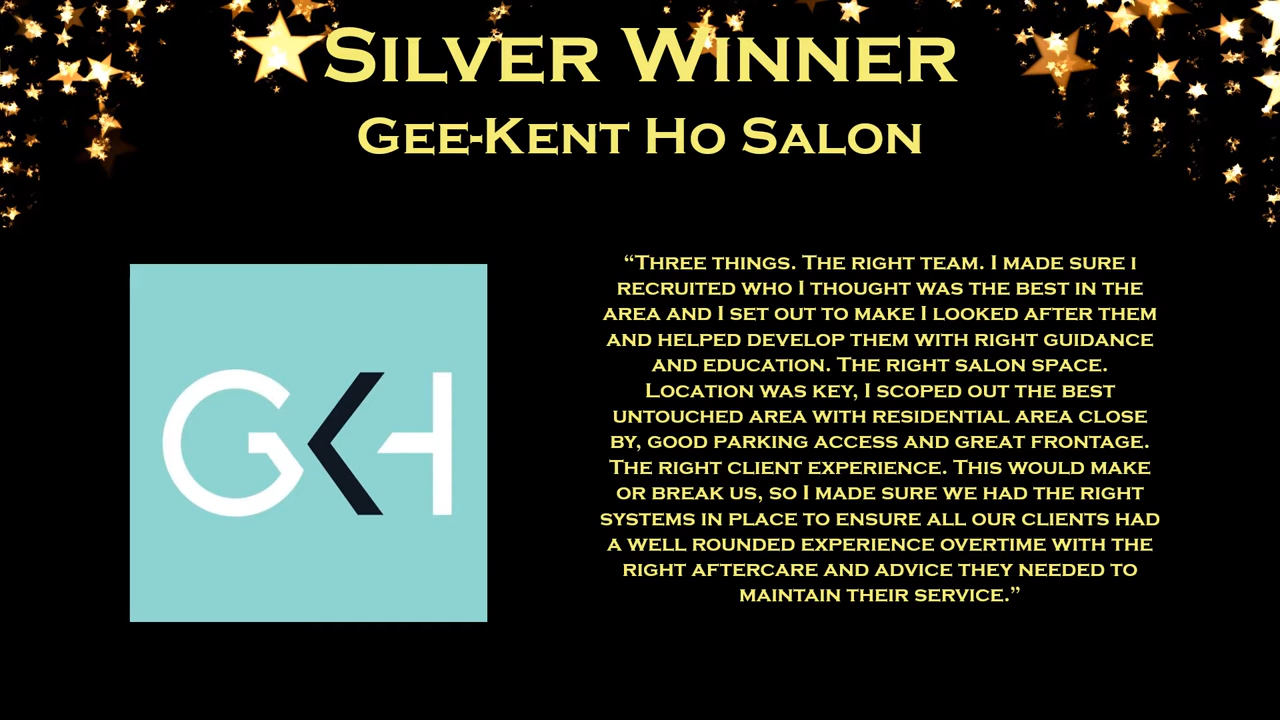 Silver Winner
Gee-Kent Ho Salon
GKH
“Three things. The right team. I made sure i
recruited who I thought was the best in the
area and I set out to make I looked after them
and helped develop them with right guidance
and education. The right salon space.
Location was key, I scoped out the best
untouched area with residential area close
by, good parking access and great frontage.
The right client experience. This would make
or break us, so I made sure we had the right
systems in place to ensure all our clients had
a well rounded experience overtime with the
right aftercare and advice they needed to
maintain their service.”